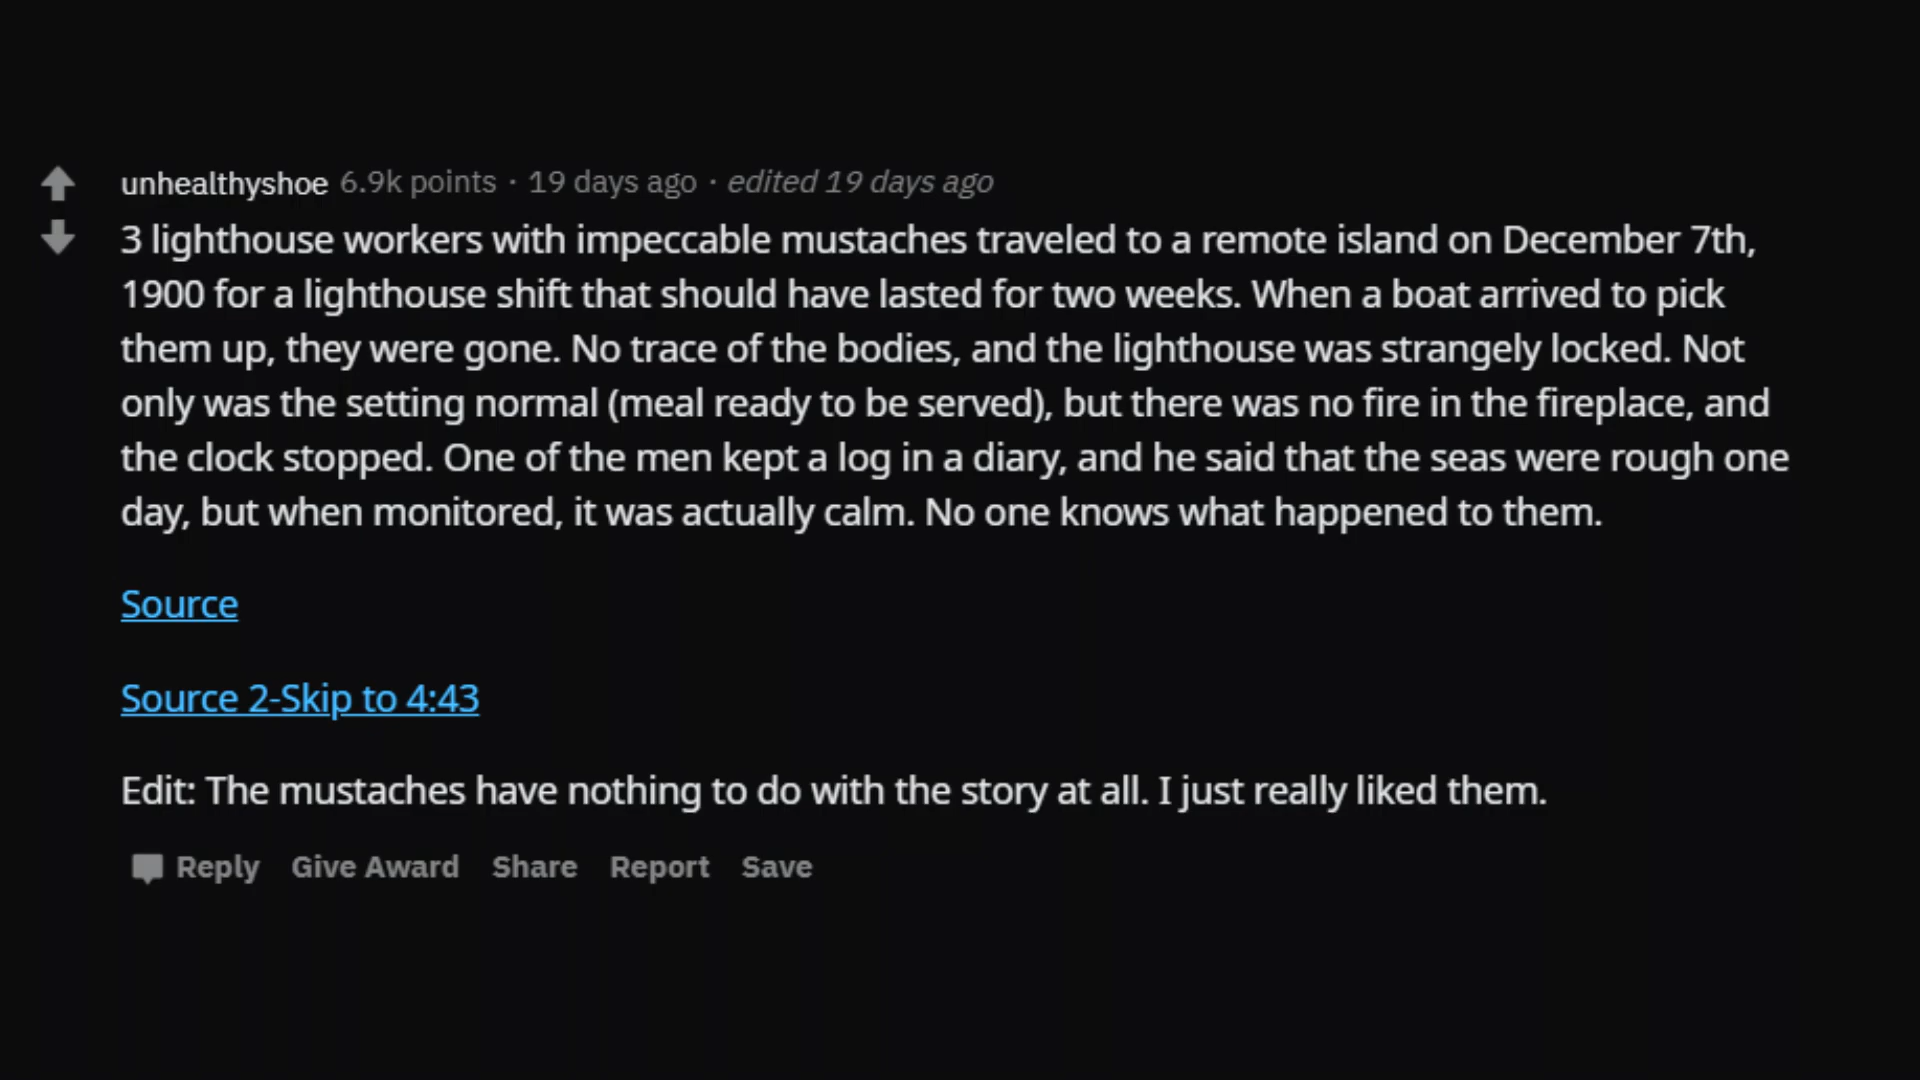 unhealthyshoe 6.9k points · 19 days ago · edited 19 days ago
3 lighthouse workers with impeccable mustaches traveled to a remote island on December 7th,
1900 for a lighthouse shift that should have lasted for two weeks. When a boat arrived to pick
them up, they were gone. No trace of the bodies, and the lighthouse was strangely locked. Not
only was the setting normal (meal ready to be served), but there was no fire in the fireplace, and
the clock stopped. One of the men kept a log in a diary, and he said that the seas were rough one
day, but when monitored, it was actually calm. No one knows what happened to them.
Source
Source 2-Skip to 4:43
Edit: The mustaches have nothing to do with the story at all. I just really liked them.
Reply Give Award Share Report Save